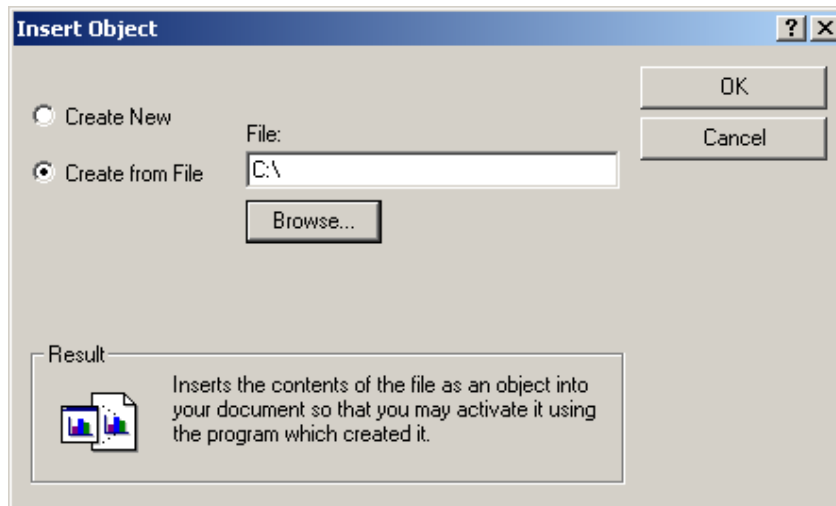 Insert Object
Create New
Create from File
File:
C:\
Browse...
OK
Cancel
Result
Inserts the contents of the file as an object into
your document so that you may activate it using
the program which created it.